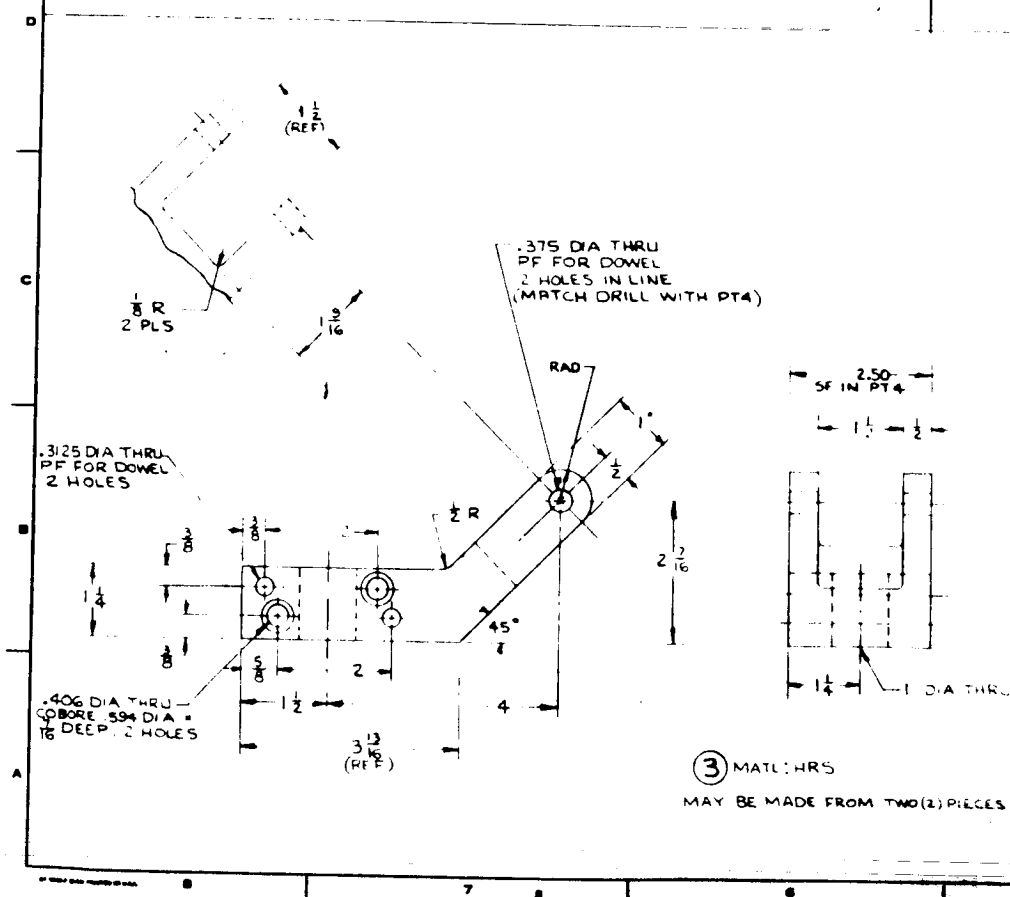 D
1 1/2
(REF)
C
1/8 R
2 PLS
1 9/16
.375 DIA THRU
PF FOR DOWEL
2 HOLES IN LINE
(MATCH DRILL WITH PT4)
RAD
2.50
SF IN PT 4
1"
1/2
1/2
.3125 DIA THRU
PF FOR DOWEL
2 HOLES
1/2 R
B
3/8
3/8
2
2 7/16
1 1/4
45°
3/8
5/8
2
1 1/4
1 DIA THRU
.406 DIA THRU
COBORE .594 DIA ×
7/16 DEEP 2 HOLES
1 1/2
4
3 13/16
(REF)
A
3 MATL: HRS
MAY BE MADE FROM TWO (2) PIECES
8
7
6